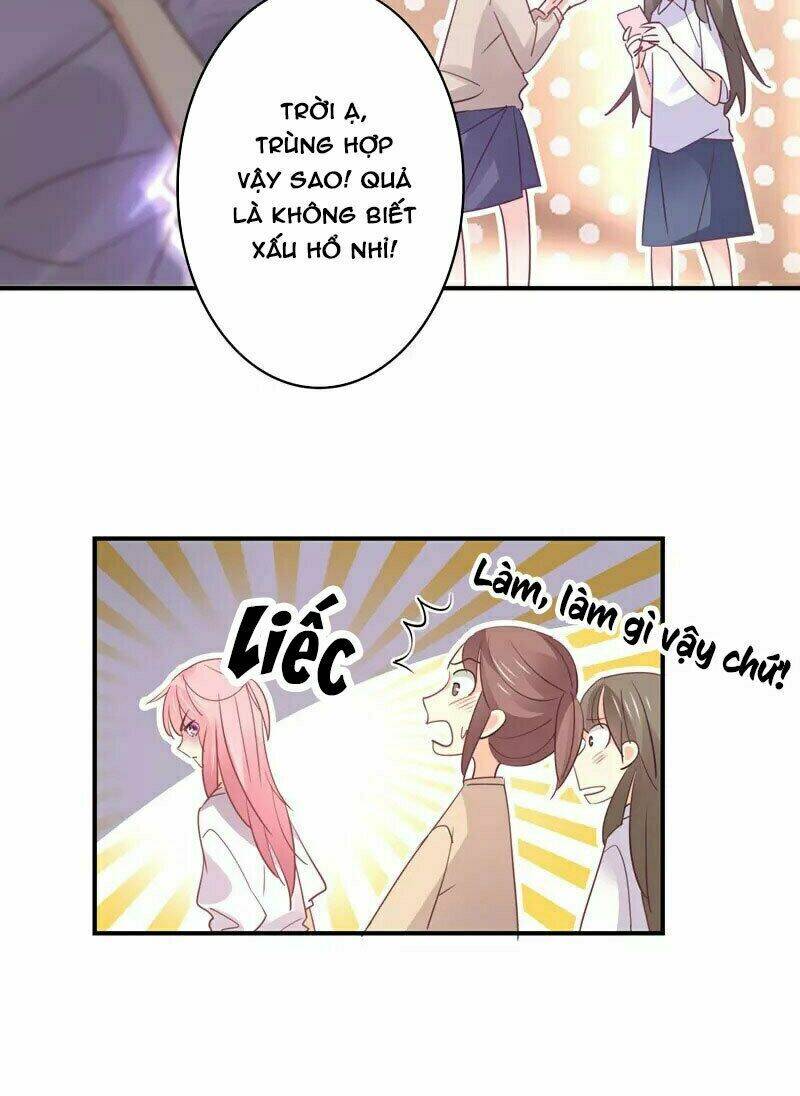 TRỜI Ạ,
TRÙNG HỢP
VẬY SAO! QUẢ
LÀ KHÔNG BIẾT
XẤU HỔ NHỈ!
Liếc
Làm, làm gì vậy chứ!